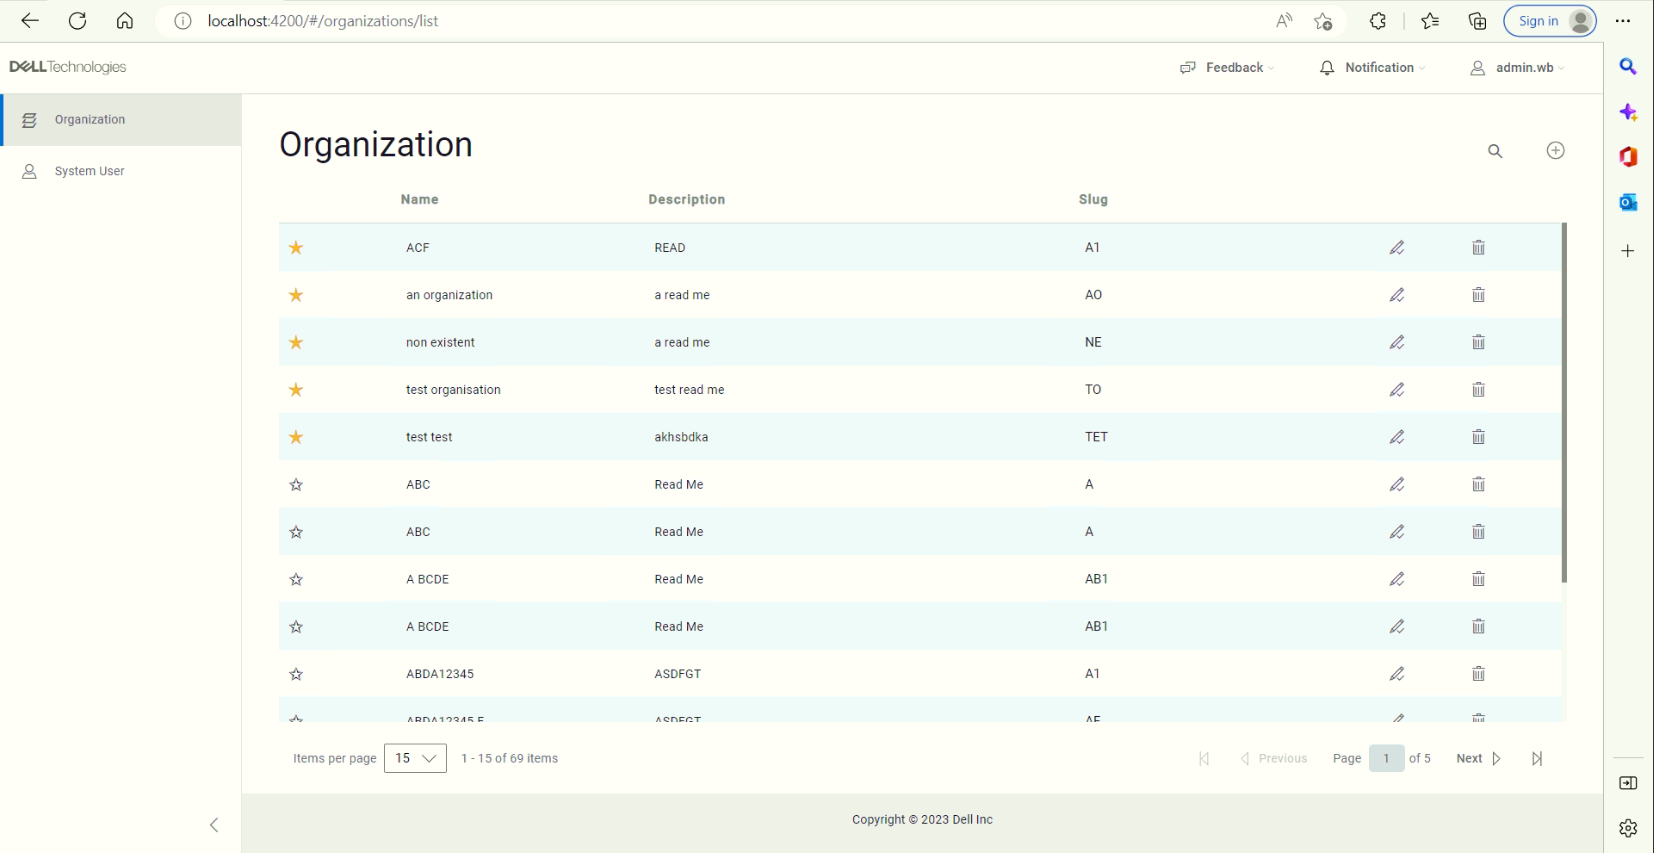 localhost:4200/#/organizations/list
Sign in
DELLTechnologies
Feedback
Notification
admin.wb
Organization
System User
Organization
Name Description Slug
ACF READ A1
an organization a read me AO
non existent a read me NE
test organisation test read me TO
test test akhsbdka TET
ABC Read Me A
ABC Read Me A
A BCDE Read Me AB1
A BCDE Read Me AB1
ABDA12345 ASDFGT A1
ABDA12345 F ASDFGT AF
Items per page 15 1 - 15 of 69 items
Previous Page 1 of 5 Next
Copyright © 2023 Dell Inc